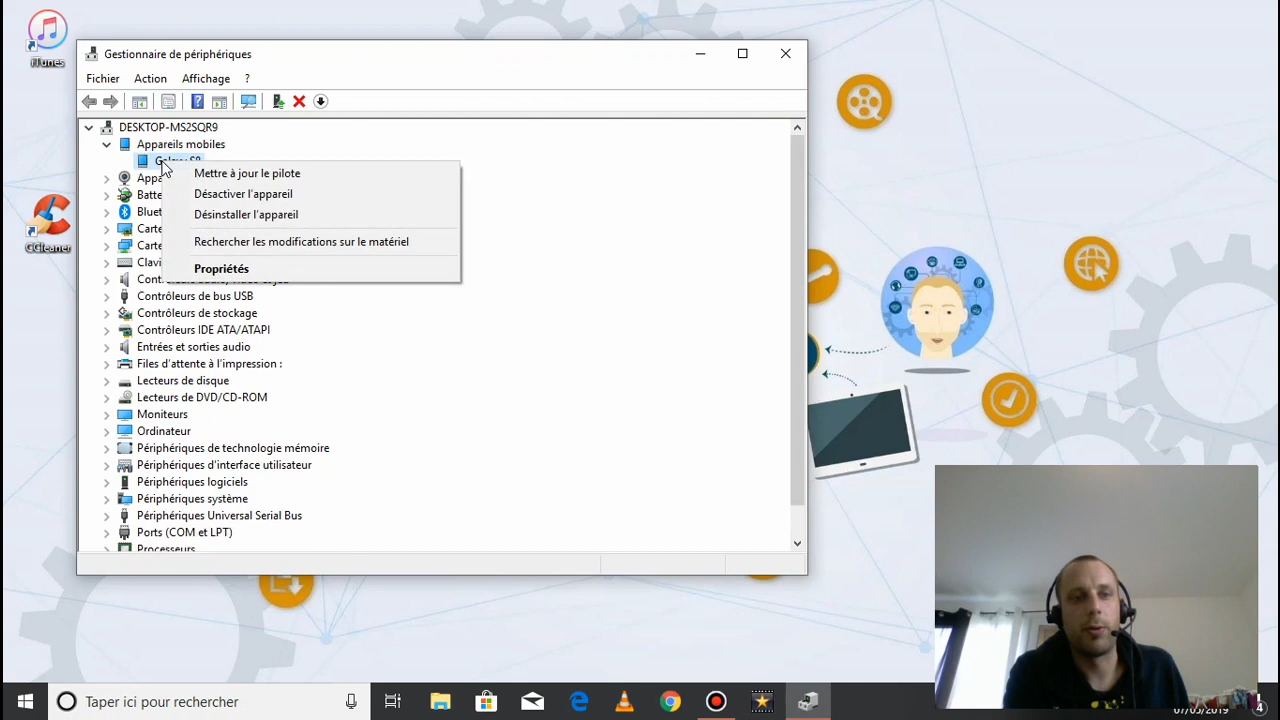 iTunes
CCleaner
Gestionnaire de périphériques
Fichier Action Affichage ?
DESKTOP-MS2SQR9
Appareils mobiles
Mettre à jour le pilote
Désactiver l'appareil
Désinstaller l'appareil
Rechercher les modifications sur le matériel
Propriétés
Contrôleurs de bus USB
Contrôleurs de stockage
Contrôleurs IDE ATA/ATAPI
Entrées et sorties audio
Files d'attente à l'impression :
Lecteurs de disque
Lecteurs de DVD/CD-ROM
Moniteurs
Ordinateur
Périphériques de technologie mémoire
Périphériques d'interface utilisateur
Périphériques logiciels
Périphériques système
Périphériques Universal Serial Bus
Ports (COM et LPT)
Processeurs
Taper ici pour rechercher
07/05/2019
4